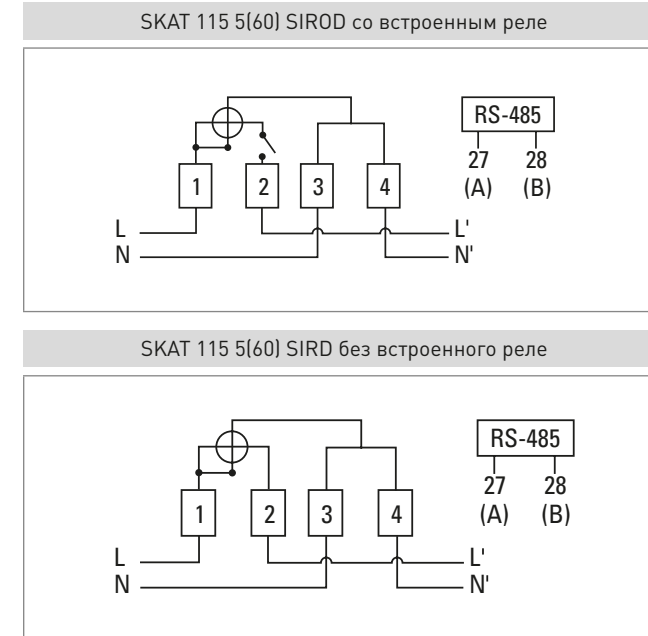 SKAT 115 5(60) SIROD со встроенным реле
RS-485
27 28
(A) (B)
1 2 3 4
L L'
N N'
SKAT 115 5(60) SIRD без встроенного реле
RS-485
27 28
(A) (B)
1 2 3 4
L L'
N N'